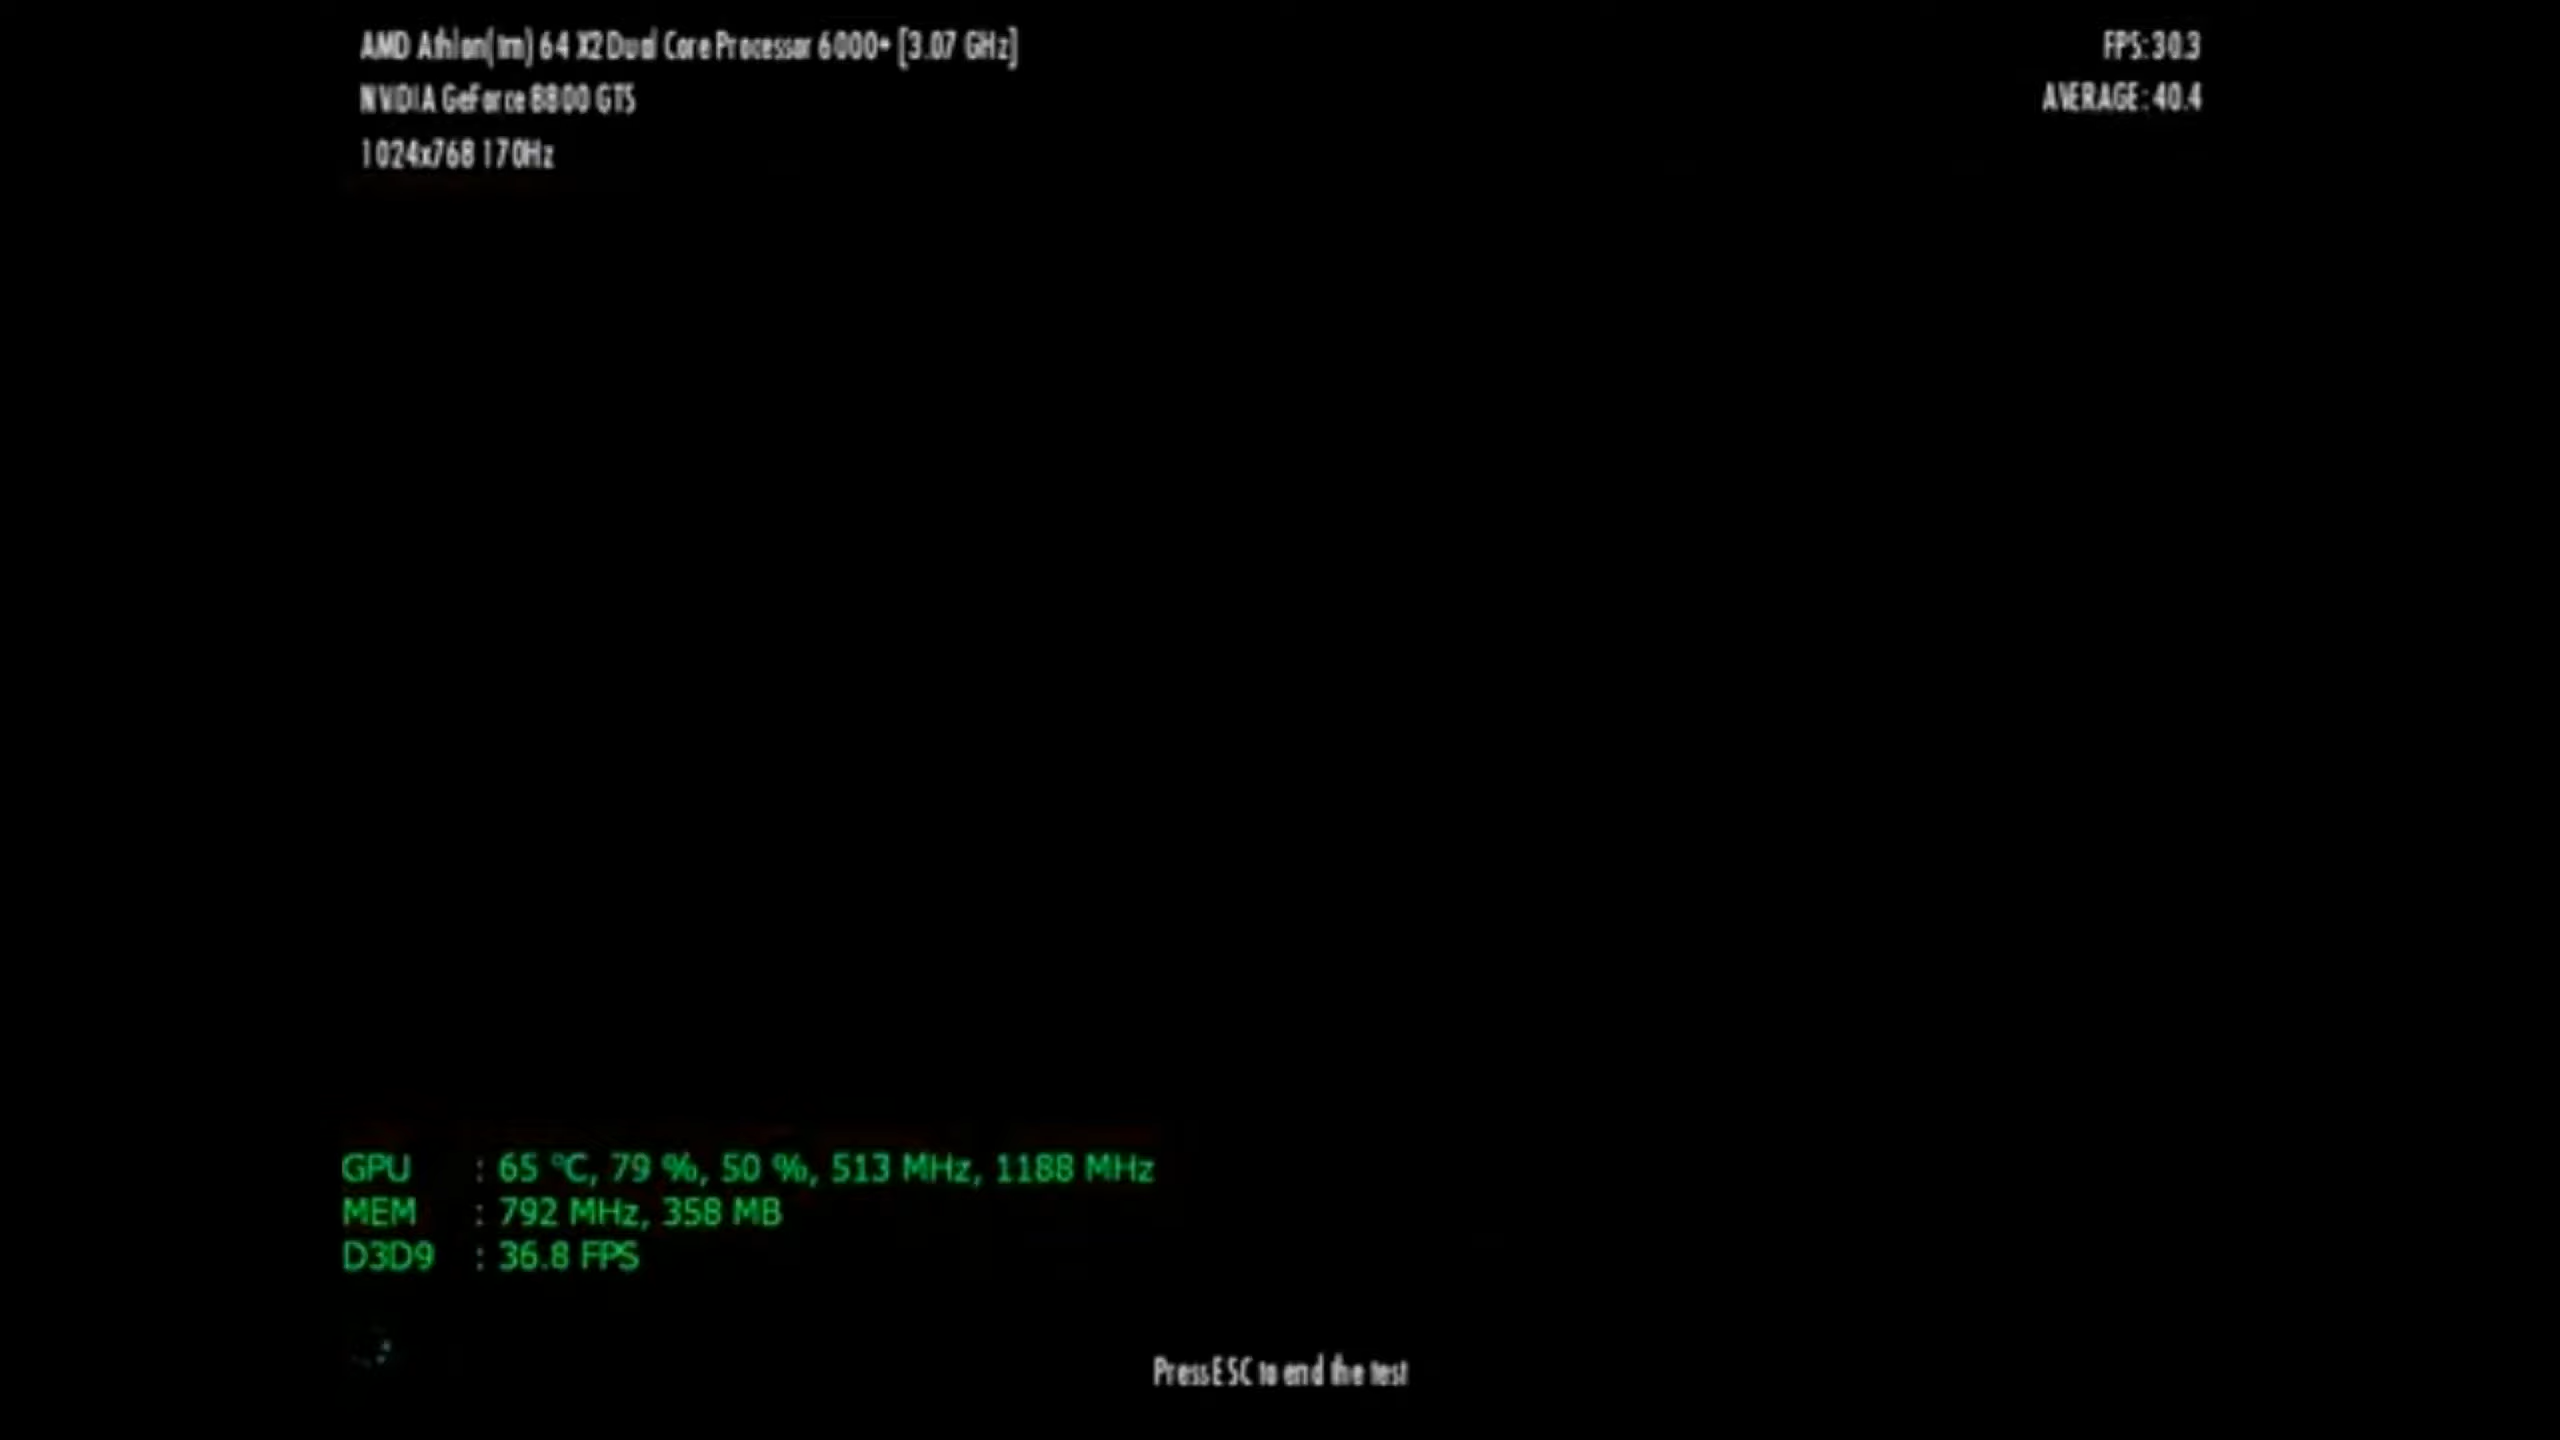 AMD Athlon(tm) 64 X2 Dual Core Processor 6000+ [3.07 GHz]
NVIDIA GeForce 8800 GTS
1024x768 170Hz
FPS: 30.3
AVERAGE: 40.4
GPU : 65 °C, 79 %, 50 %, 513 MHz, 1188 MHz
MEM : 792 MHz, 358 MB
D3D9 : 36.8 FPS
Press ESC to end the test